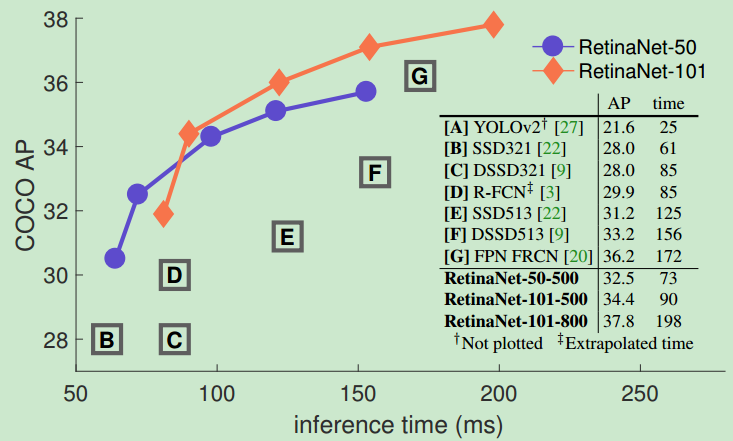 38
36
34
32
30
28
COCO AP
50
100
150
200
250
inference time (ms)
B
C
D
E
F
G
RetinaNet-50
RetinaNet-101
AP time
[A] YOLOv2† [27] 21.6 25
[B] SSD321 [22] 28.0 61
[C] DSSD321 [9] 28.0 85
[D] R-FCN‡ [3] 29.9 85
[E] SSD513 [22] 31.2 125
[F] DSSD513 [9] 33.2 156
[G] FPN FRCN [20] 36.2 172
RetinaNet-50-500 32.5 73
RetinaNet-101-500 34.4 90
RetinaNet-101-800 37.8 198
†Not plotted ‡Extrapolated time